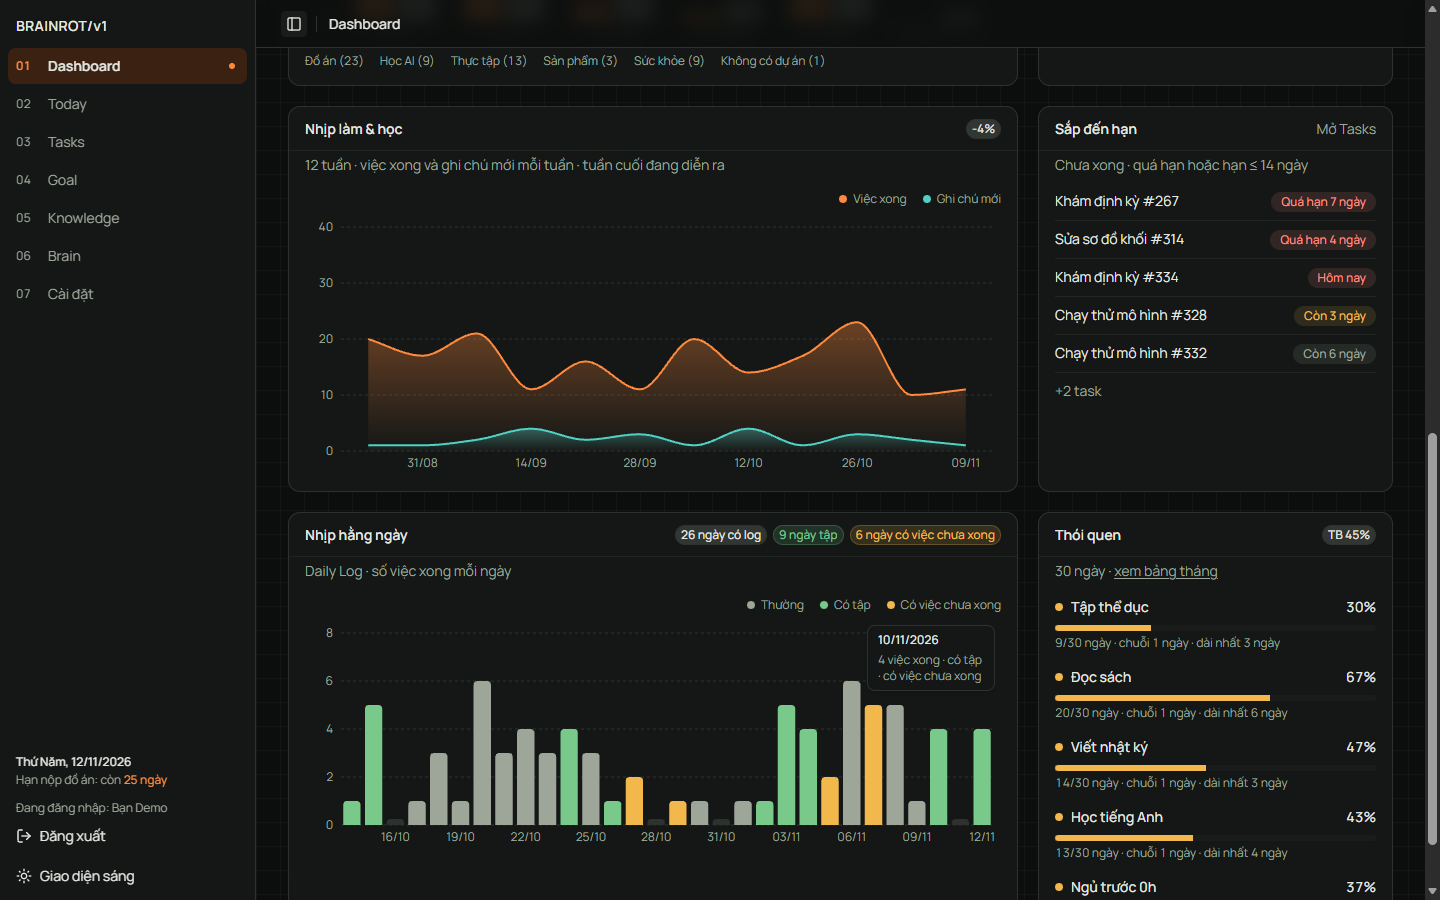 BRAINROT/v1
01 Dashboard
02 Today
03 Tasks
04 Goal
05 Knowledge
06 Brain
07 Cài đặt
Thứ Năm, 12/11/2026
Hạn nộp đồ án: còn 25 ngày
Đang đăng nhập: Bạn Demo
Đăng xuất
Giao diện sáng
Dashboard
Đồ án (23) Học AI (9) Thực tập (13) Sản phẩm (3) Sức khỏe (9) Không có dự án (1)
Nhịp làm & học -4%
12 tuần · việc xong và ghi chú mới mỗi tuần · tuần cuối đang diễn ra
Việc xong Ghi chú mới
40
30
20
10
0
31/08 14/09 28/09 12/10 26/10 09/11
Sắp đến hạn Mở Tasks
Chưa xong · quá hạn hoặc hạn ≤ 14 ngày
Khám định kỳ #267 Quá hạn 7 ngày
Sửa sơ đồ khối #314 Quá hạn 4 ngày
Khám định kỳ #334 Hôm nay
Chạy thử mô hình #328 Còn 3 ngày
Chạy thử mô hình #332 Còn 6 ngày
+2 task
Nhịp hằng ngày 26 ngày có log 9 ngày tập 6 ngày có việc chưa xong
Daily Log · số việc xong mỗi ngày
Thường Có tập Có việc chưa xong
8
6
4
2
0
10/11/2026
4 việc xong · có tập
· có việc chưa xong
16/10 19/10 22/10 25/10 28/10 31/10 03/11 06/11 09/11 12/11
Thói quen TB 45%
30 ngày · xem bảng tháng
Tập thể dục 30%
9/30 ngày · chuỗi 1 ngày · dài nhất 3 ngày
Đọc sách 67%
20/30 ngày · chuỗi 1 ngày · dài nhất 6 ngày
Viết nhật ký 47%
14/30 ngày · chuỗi 1 ngày · dài nhất 3 ngày
Học tiếng Anh 43%
13/30 ngày · chuỗi 1 ngày · dài nhất 4 ngày
Ngủ trước 0h 37%